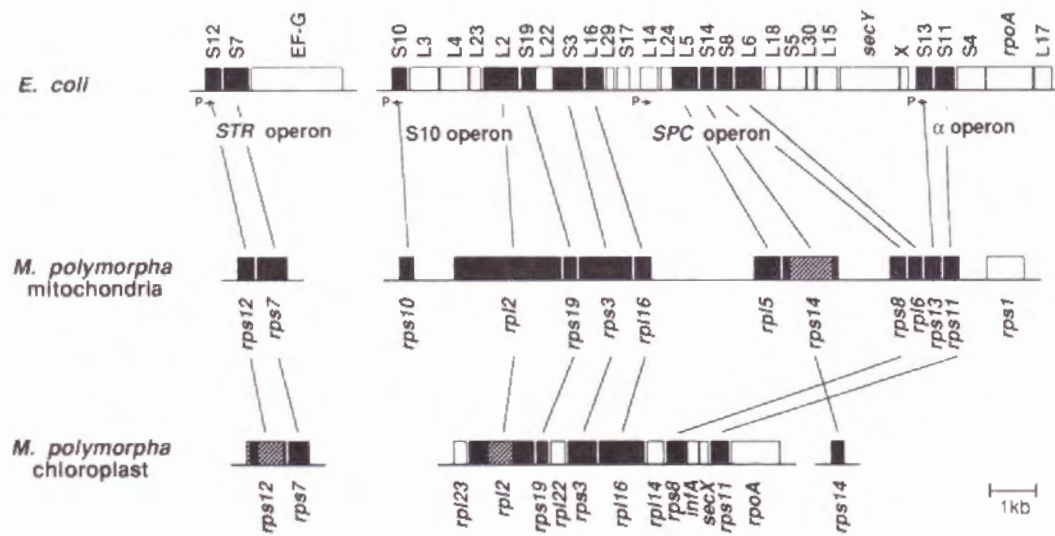 S12 S7 EF-G S10 L3 L4 L23 L2 S19 L22 S3 L16 L29 S17 L14 L24 L5 S14 S8 L6 L18 S5 L30 L15 secY X S13 S11 S4 rpoA L17
E. coli
P P P P
STR operon S10 operon SPC operon α operon
M. polymorpha
mitochondria
rps12 rps7 rps10 rpl2 rps19 rps3 rpl16 rpl5 rps14 rps8 rpl6 rps13 rps11 rps1
M. polymorpha
chloroplast
rps12 rps7 rpl23 rpl2 rps19 rpl22 rps3 rpl16 rpl14 rps8 infA secX rps11 rpoA rps14
1kb